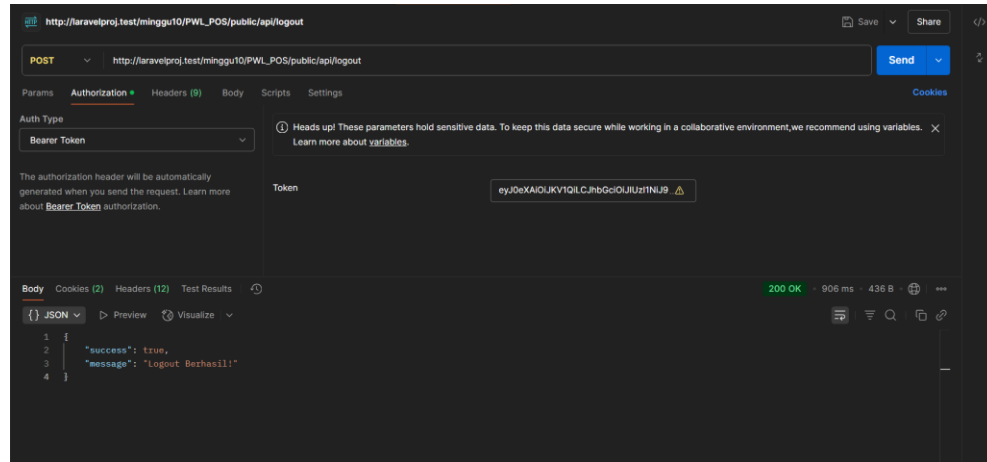 http://laravelproj.test/minggu10/PWL_POS/public/api/logout
Save
Share
POST
http://laravelproj.test/minggu10/PWL_POS/public/api/logout
Send
Params Authorization Headers (9) Body Scripts Settings
Cookies
Auth Type
Bearer Token
Heads up! These parameters hold sensitive data. To keep this data secure while working in a collaborative environment,we recommend using variables.
Learn more about variables.
The authorization header will be automatically
generated when you send the request. Learn more
about Bearer Token authorization.
Token
eyJ0eXAiOiJKV1QiLCJhbGciOiJIUzI1NiJ9...
Body Cookies (2) Headers (12) Test Results
200 OK 906 ms 436 B
{} JSON Preview Visualize
1 {
2 "success": true,
3 "message": "Logout Berhasil!"
4 }